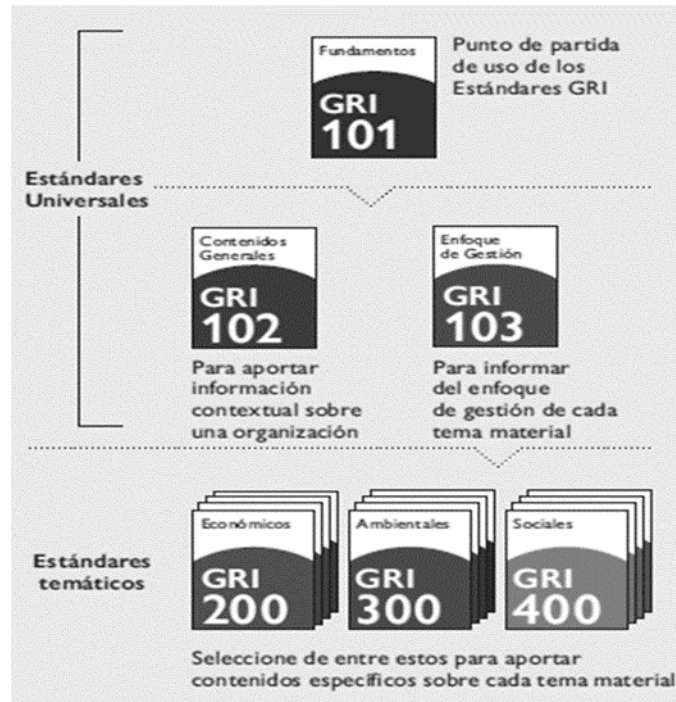 Fundamentos
GRI
101
Punto de partida
de uso de los
Estándares GRI
Estándares
Universales
Contenidos
Generales
GRI
102
Enfoque
de Gestión
GRI
103
Para aportar
información
contextual sobre
una organización
Para informar
del enfoque
de gestión de cada
tema material
Estándares
temáticos
Económicos
GRI
200
Ambientales
GRI
300
Sociales
GRI
400
Seleccione de entre estos para aportar
contenidos específicos sobre cada tema material